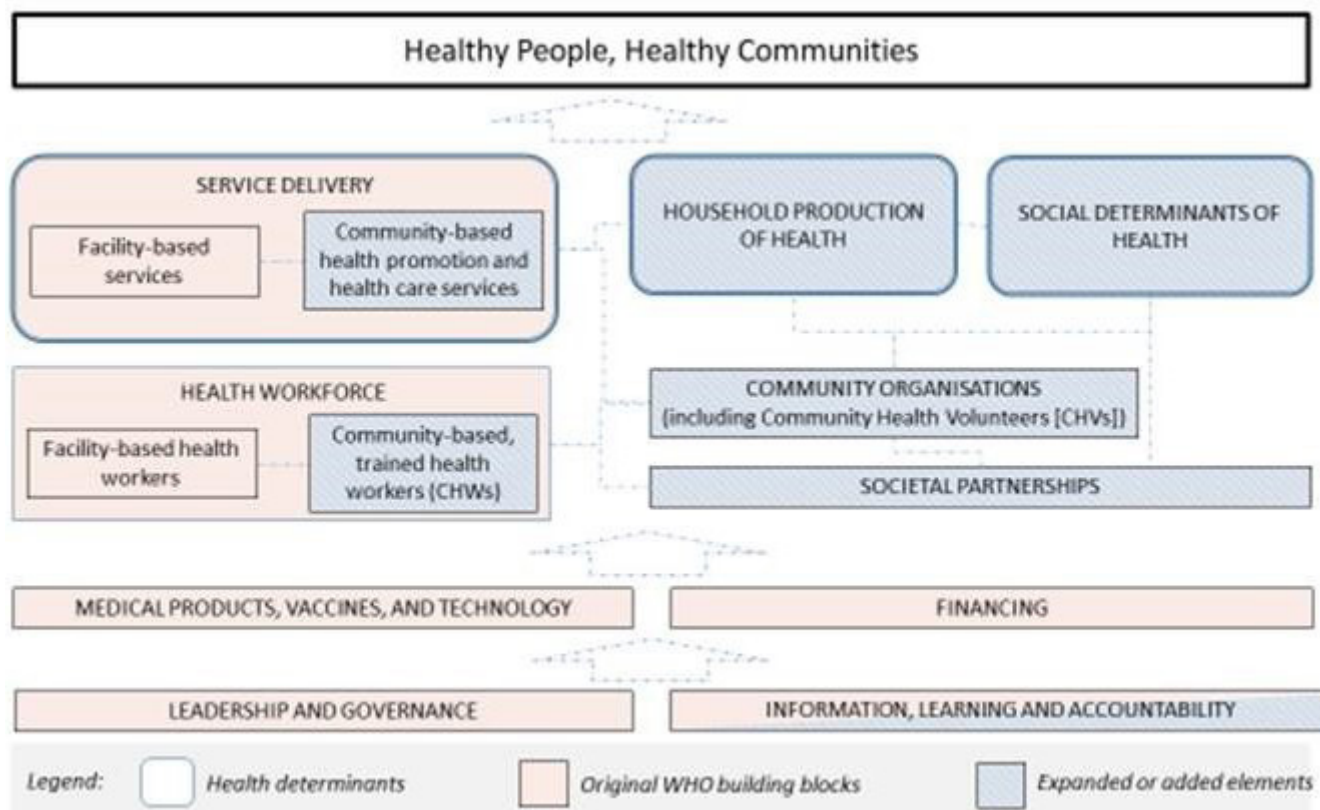 Healthy People, Healthy Communities
SERVICE DELIVERY
Facility-based
services
Community-based
health promotion and
health care services
HOUSEHOLD PRODUCTION
OF HEALTH
SOCIAL DETERMINANTS OF
HEALTH
HEALTH WORKFORCE
Facility-based health
workers
Community-based,
trained health
workers (CHWs)
COMMUNITY ORGANISATIONS
(including Community Health Volunteers [CHVs])
SOCIETAL PARTNERSHIPS
MEDICAL PRODUCTS, VACCINES, AND TECHNOLOGY
FINANCING
LEADERSHIP AND GOVERNANCE
INFORMATION, LEARNING AND ACCOUNTABILITY
Legend:
Health determinants
Original WHO building blocks
Expanded or added elements